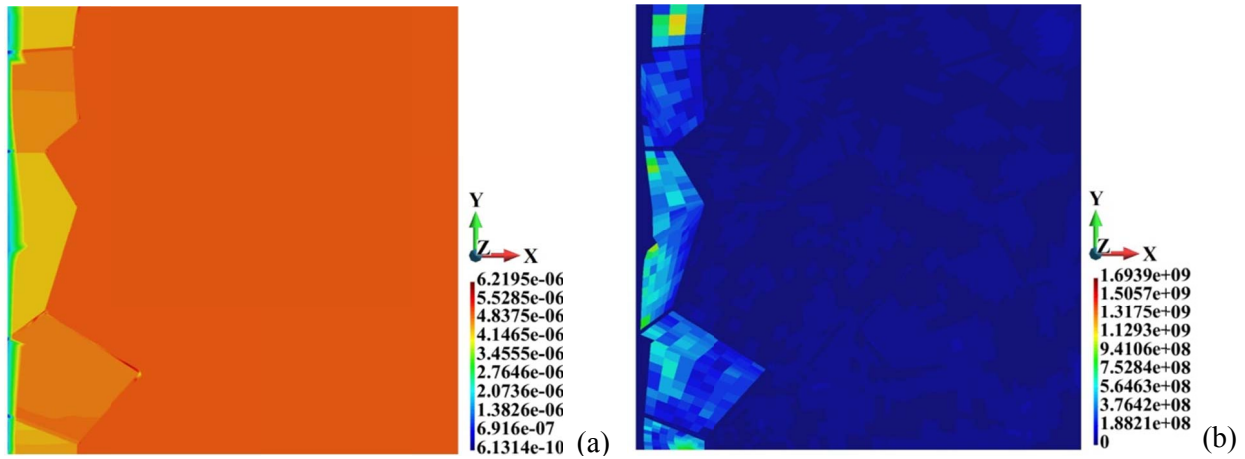 Y
Z
X
6.2195e-06
5.5285e-06
4.8375e-06
4.1465e-06
3.4555e-06
2.7646e-06
2.0736e-06
1.3826e-06
6.916e-07
6.1314e-10
(a)
Y
Z
X
1.6939e+09
1.5057e+09
1.3175e+09
1.1293e+09
9.4106e+08
7.5284e+08
5.6463e+08
3.7642e+08
1.8821e+08
0
(b)